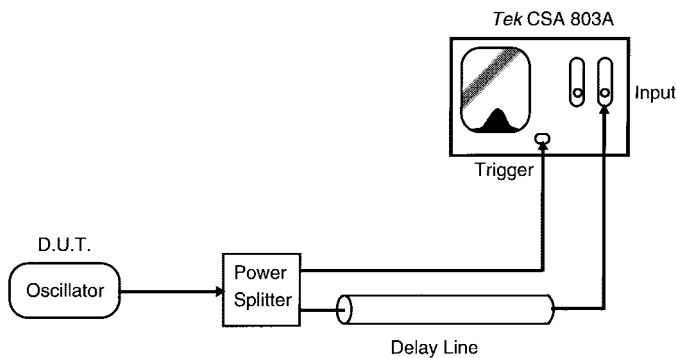 Tek CSA 803A
Input
Trigger
D.U.T.
Oscillator
Power
Splitter
Delay Line